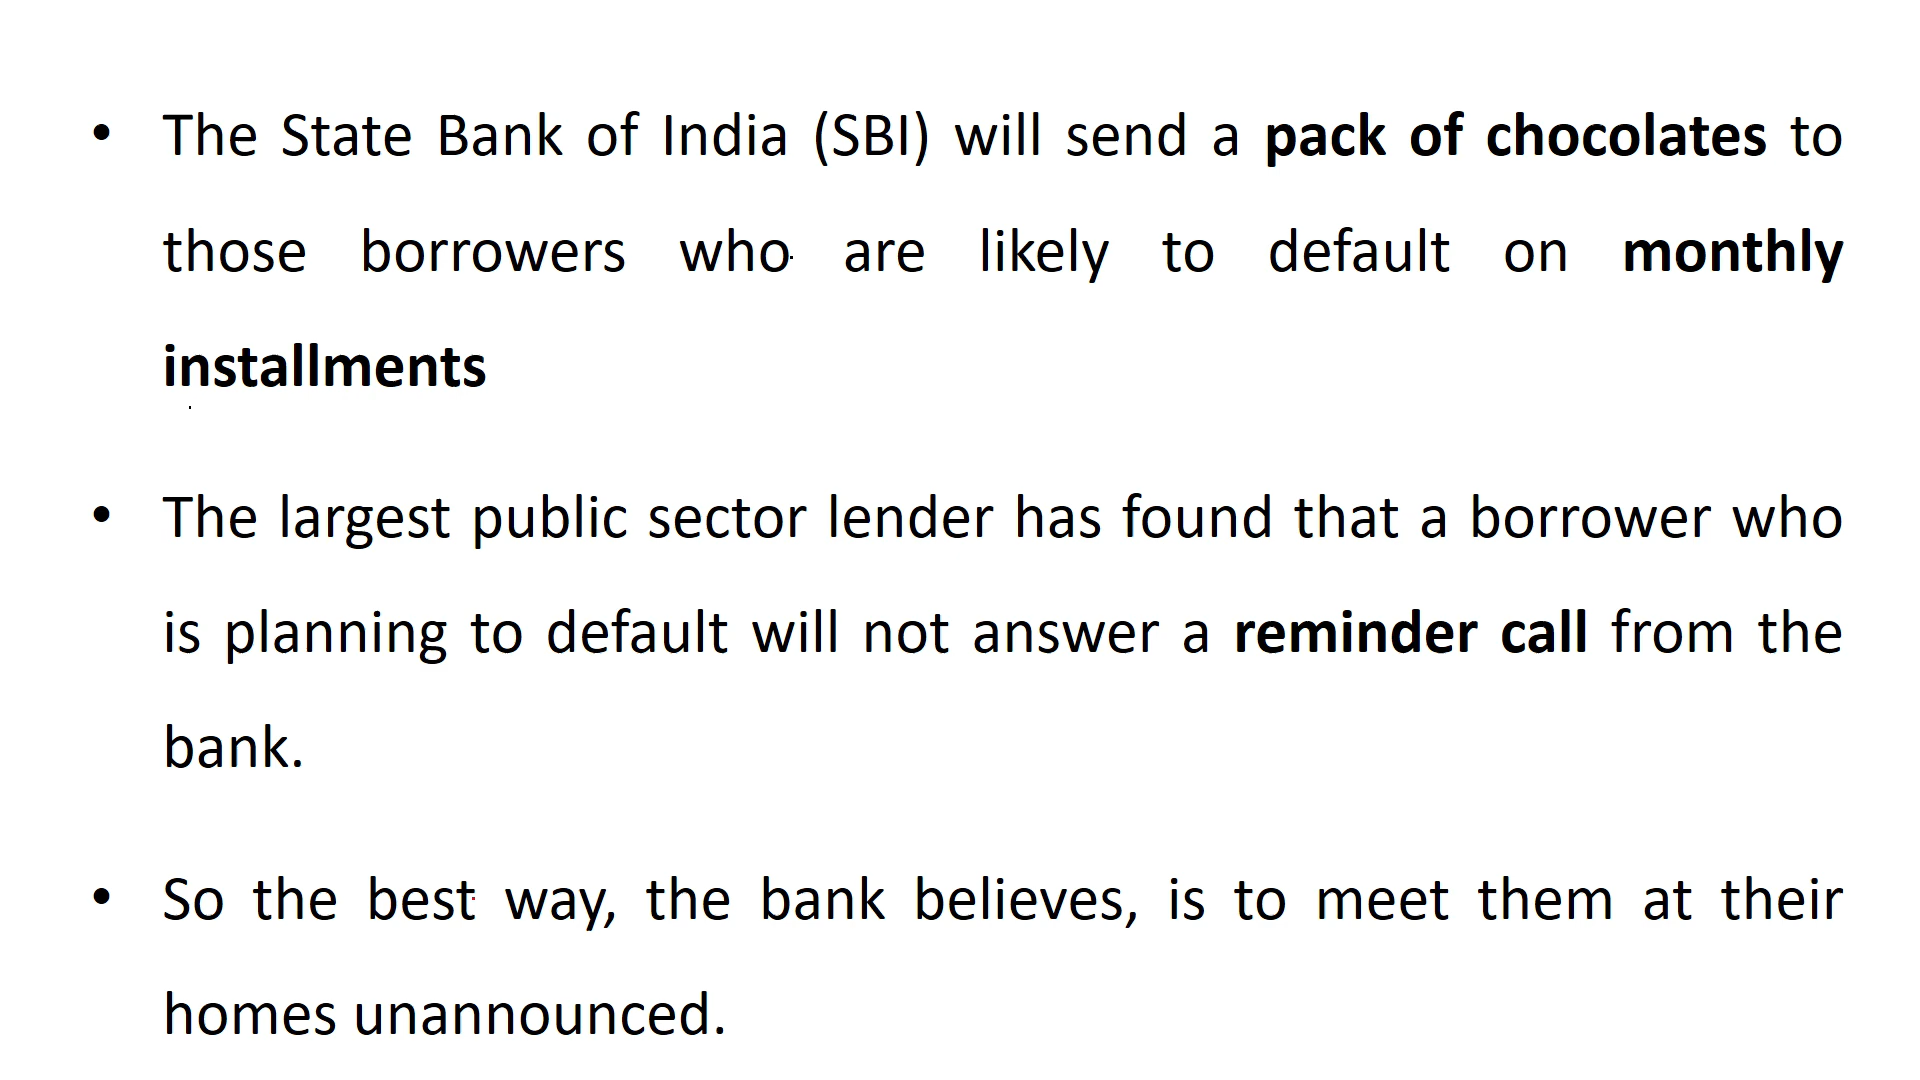 • The State Bank of India (SBI) will send a pack of chocolates to
those borrowers who are likely to default on monthly
installments
• The largest public sector lender has found that a borrower who
is planning to default will not answer a reminder call from the
bank.
• So the best way, the bank believes, is to meet them at their
homes unannounced.